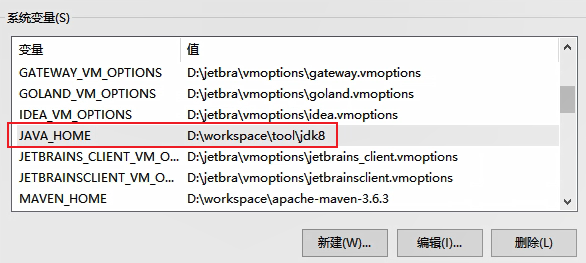 系统变量(S)
变量 值
GATEWAY_VM_OPTIONS D:\jetbra\vmoptions\gateway.vmoptions
GOLAND_VM_OPTIONS D:\jetbra\vmoptions\goland.vmoptions
IDEA_VM_OPTIONS D:\jetbra\vmoptions\idea.vmoptions
JAVA_HOME D:\workspace\tool\jdk8
JETBRAINS_CLIENT_VM_O... D:\jetbra\vmoptions\jetbrains_client.vmoptions
JETBRAINSCLIENT_VM_OP... D:\jetbra\vmoptions\jetbrainsclient.vmoptions
MAVEN_HOME D:\workspace\apache-maven-3.6.3
新建(W)... 编辑(I)... 删除(L)